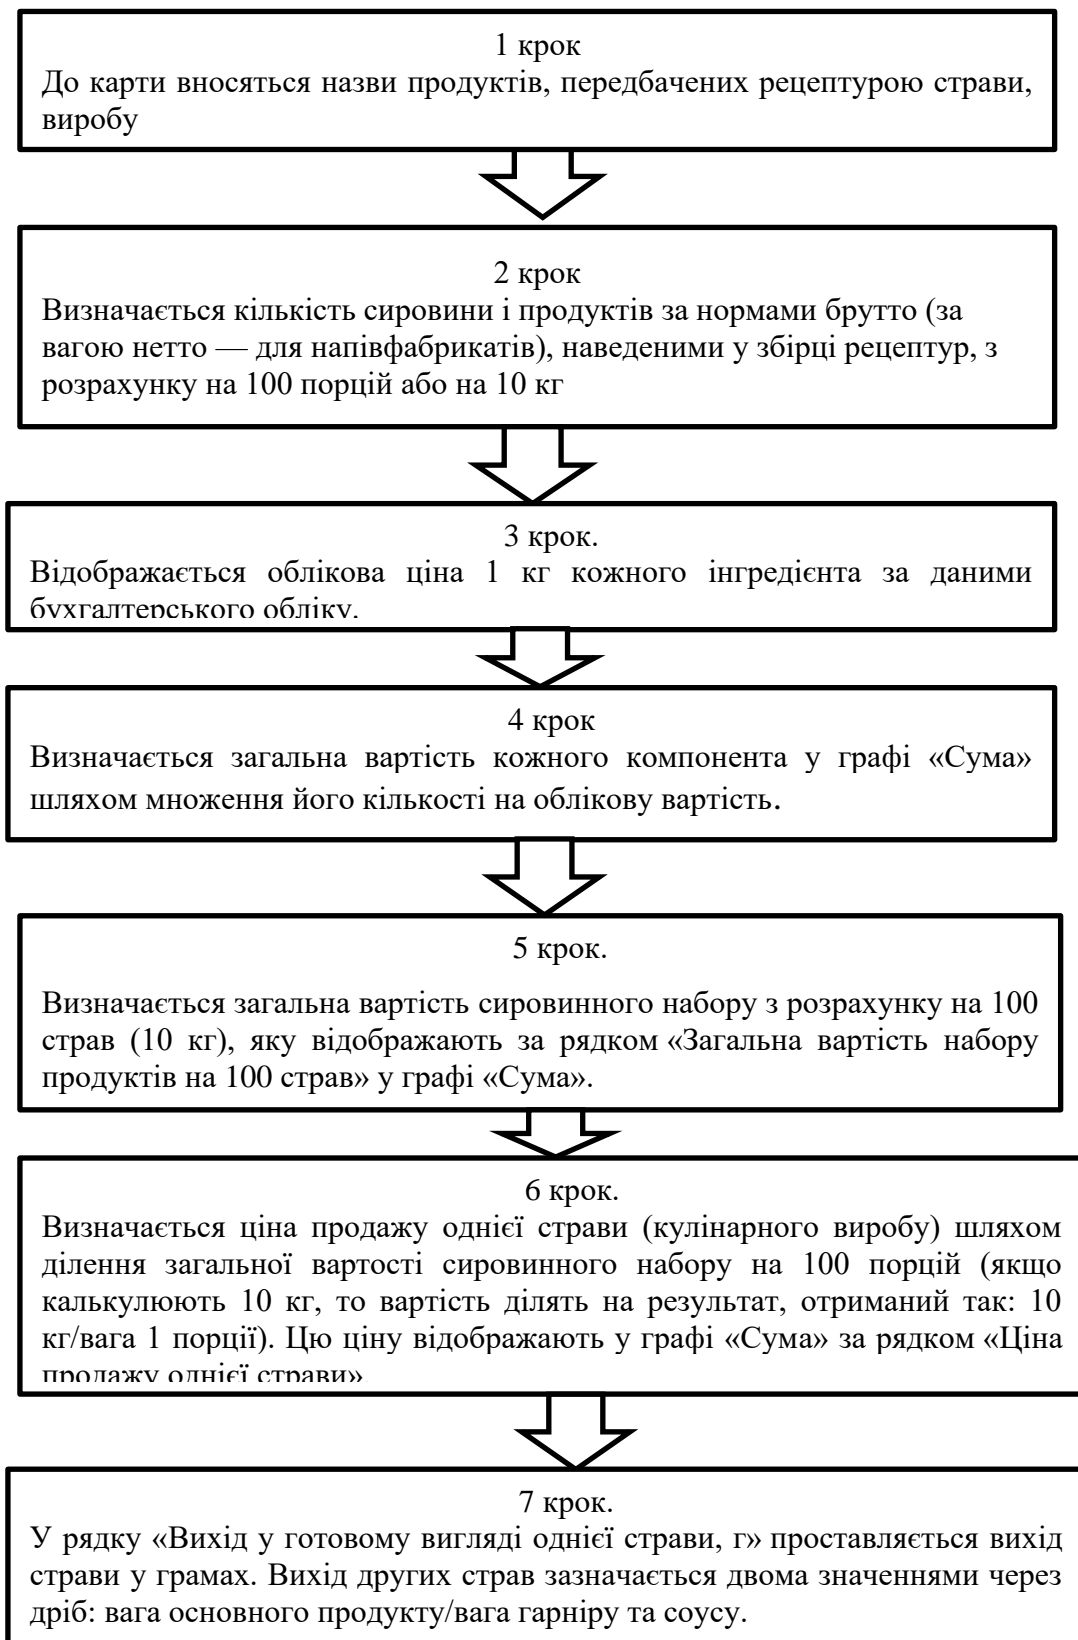 1 крок
До карти вносяться назви продуктів, передбачених рецептурою страви,
виробу
2 крок
Визначається кількість сировини і продуктів за нормами брутто (за
вагою нетто — для напівфабрикатів), наведеними у збірці рецептур, з
розрахунку на 100 порцій або на 10 кг
3 крок.
Відображається облікова ціна 1 кг кожного інгредієнта за даними
бухгалтерського обліку.
4 крок
Визначається загальна вартість кожного компонента у графі «Сума»
шляхом множення його кількості на облікову вартість.
5 крок.
Визначається загальна вартість сировинного набору з розрахунку на 100
страв (10 кг), яку відображають за рядком «Загальна вартість набору
продуктів на 100 страв» у графі «Сума».
6 крок.
Визначається ціна продажу однієї страви (кулінарного виробу) шляхом
ділення загальної вартості сировинного набору на 100 порцій (якщо
калькулюють 10 кг, то вартість ділять на результат, отриманий так: 10
кг/вага 1 порції). Цю ціну відображають у графі «Сума» за рядком «Ціна
продажу однієї страви»
7 крок.
У рядку «Вихід у готовому вигляді однієї страви, г» проставляється вихід
страви у грамах. Вихід других страв зазначається двома значеннями через
дріб: вага основного продукту/вага гарніру та соусу.